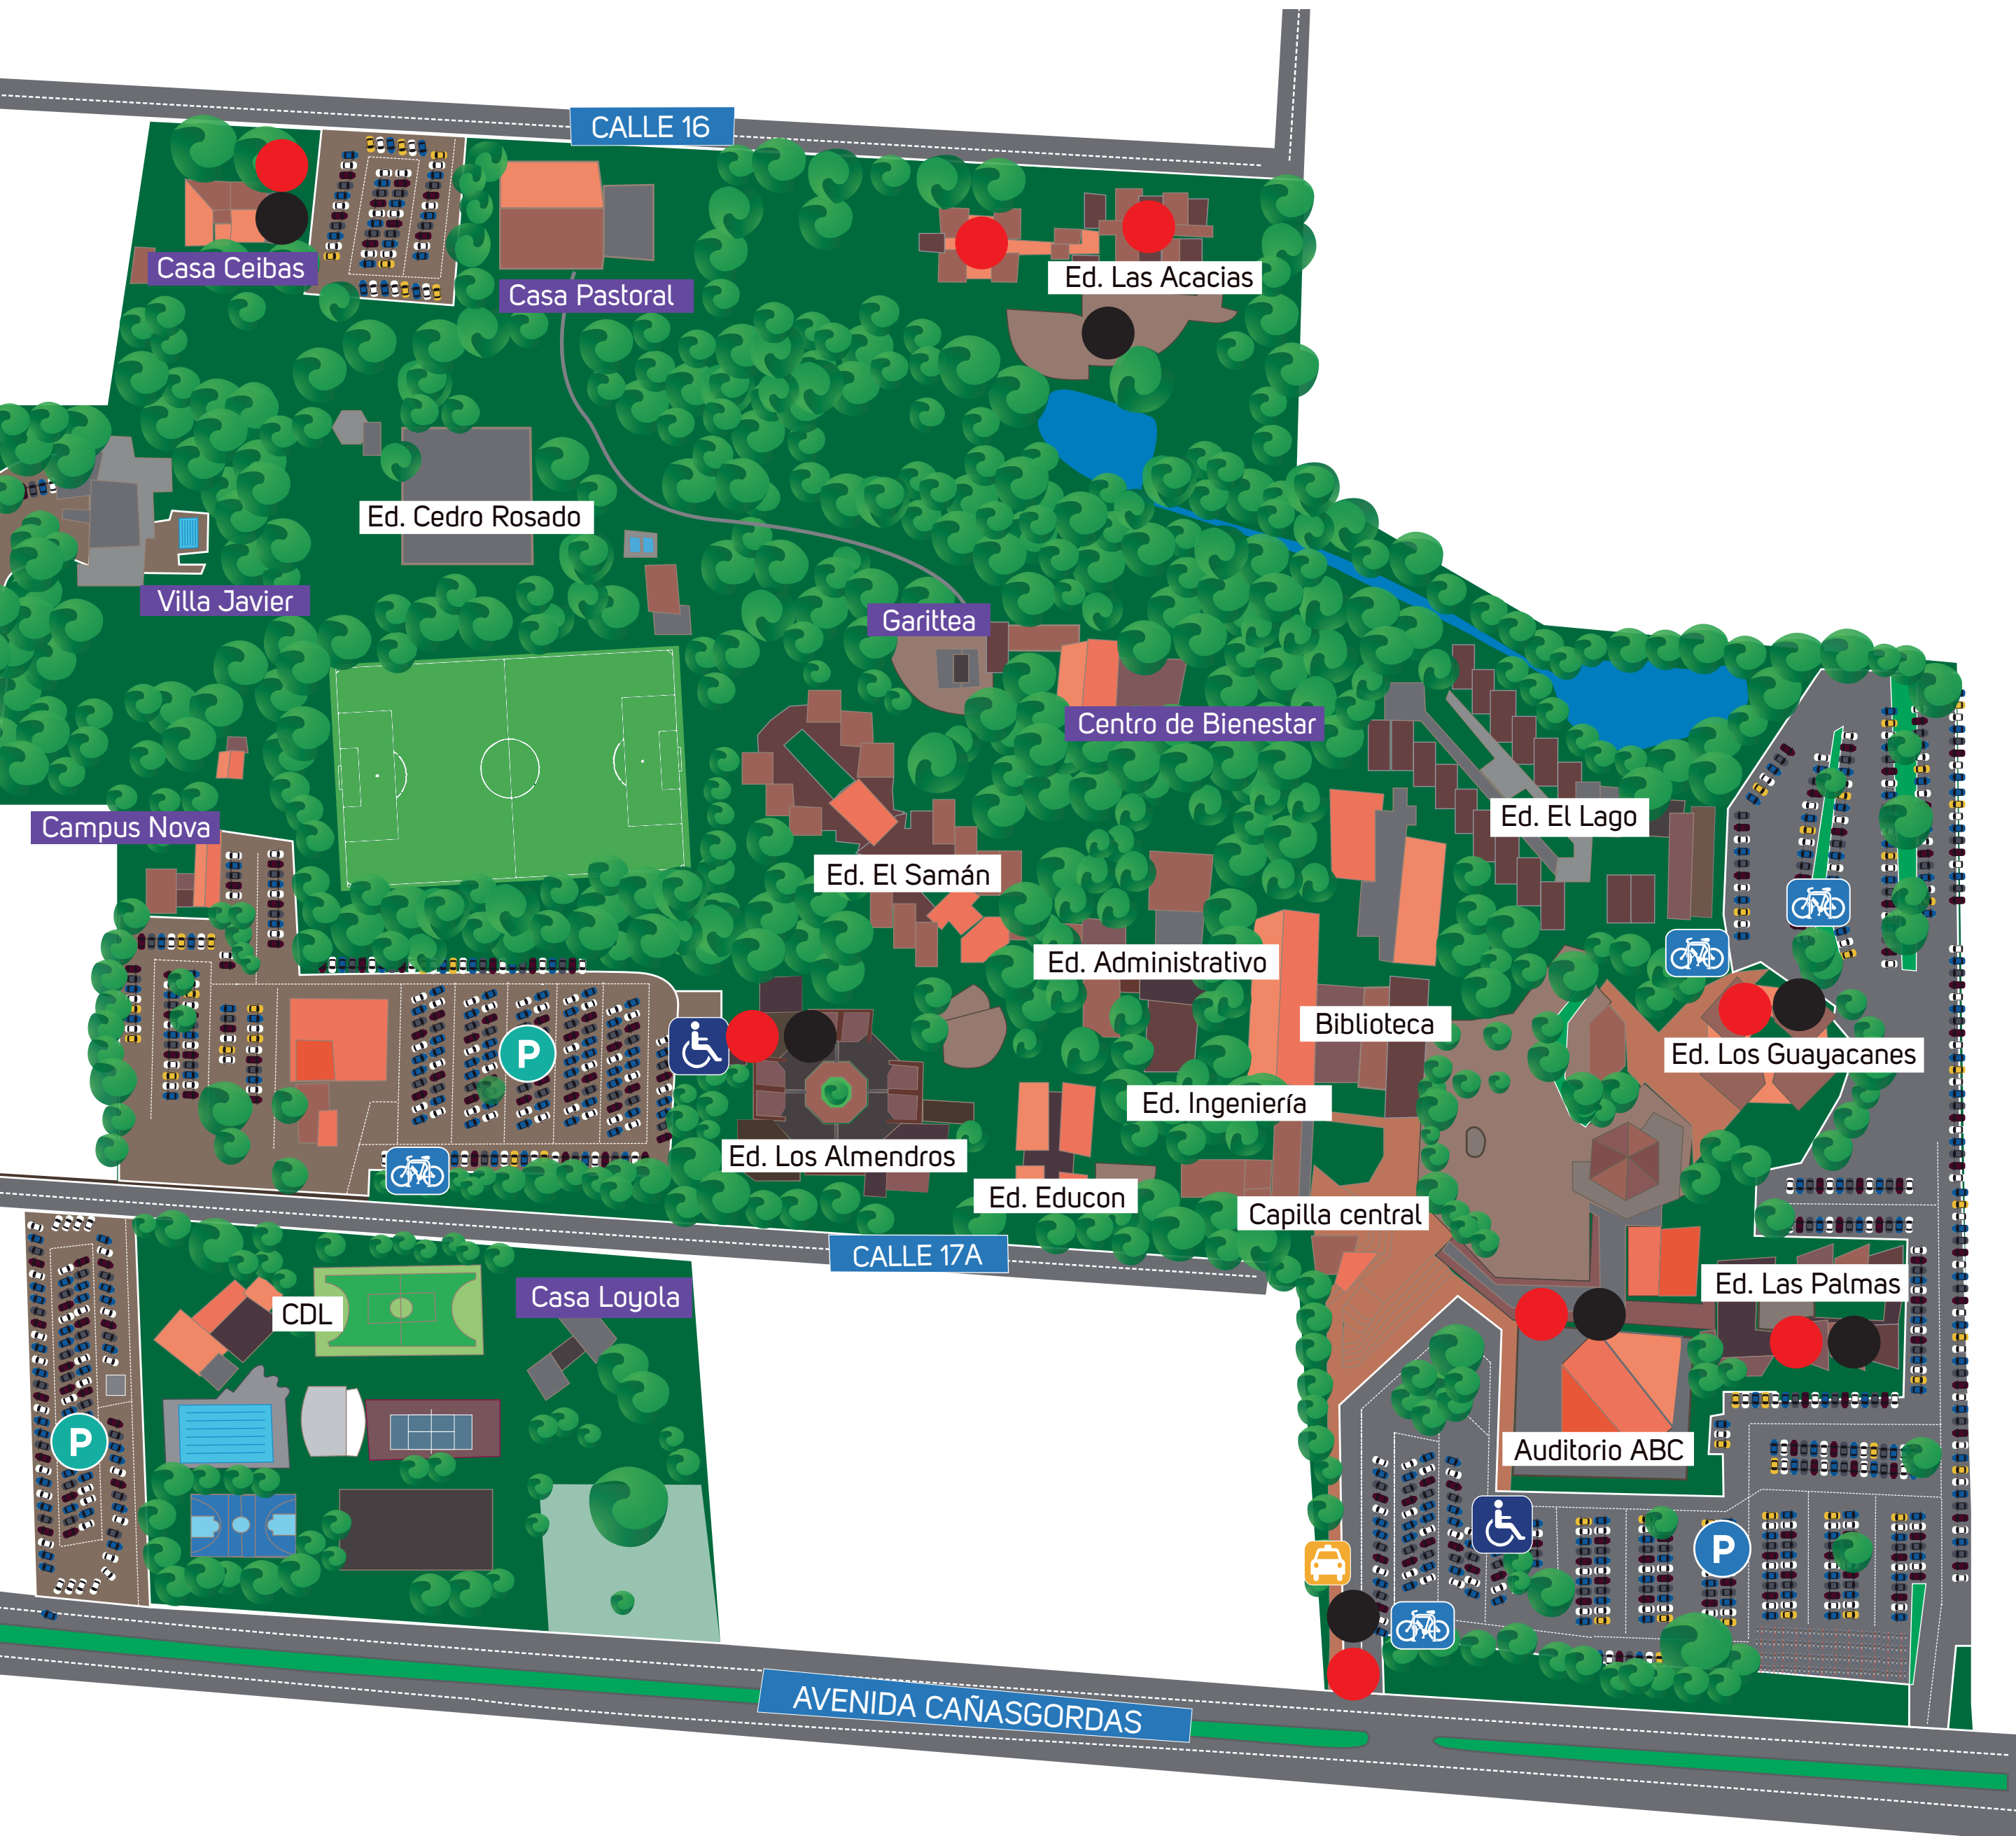 CALLE 16
Casa Ceibas
Casa Pastoral
Ed. Las Acacias
Ed. Cedro Rosado
Villa Javier
Garittea
Centro de Bienestar
Campus Nova
Ed. El Lago
Ed. El Samán
Ed. Administrativo
Biblioteca
P
Ed. Los Guayacanes
Ed. Ingeniería
Ed. Los Almendros
Ed. Educon
Capilla central
CALLE 17A
Ed. Las Palmas
Casa Loyola
CDL
P
Auditorio ABC
P
AVENIDA CAÑASGORDAS